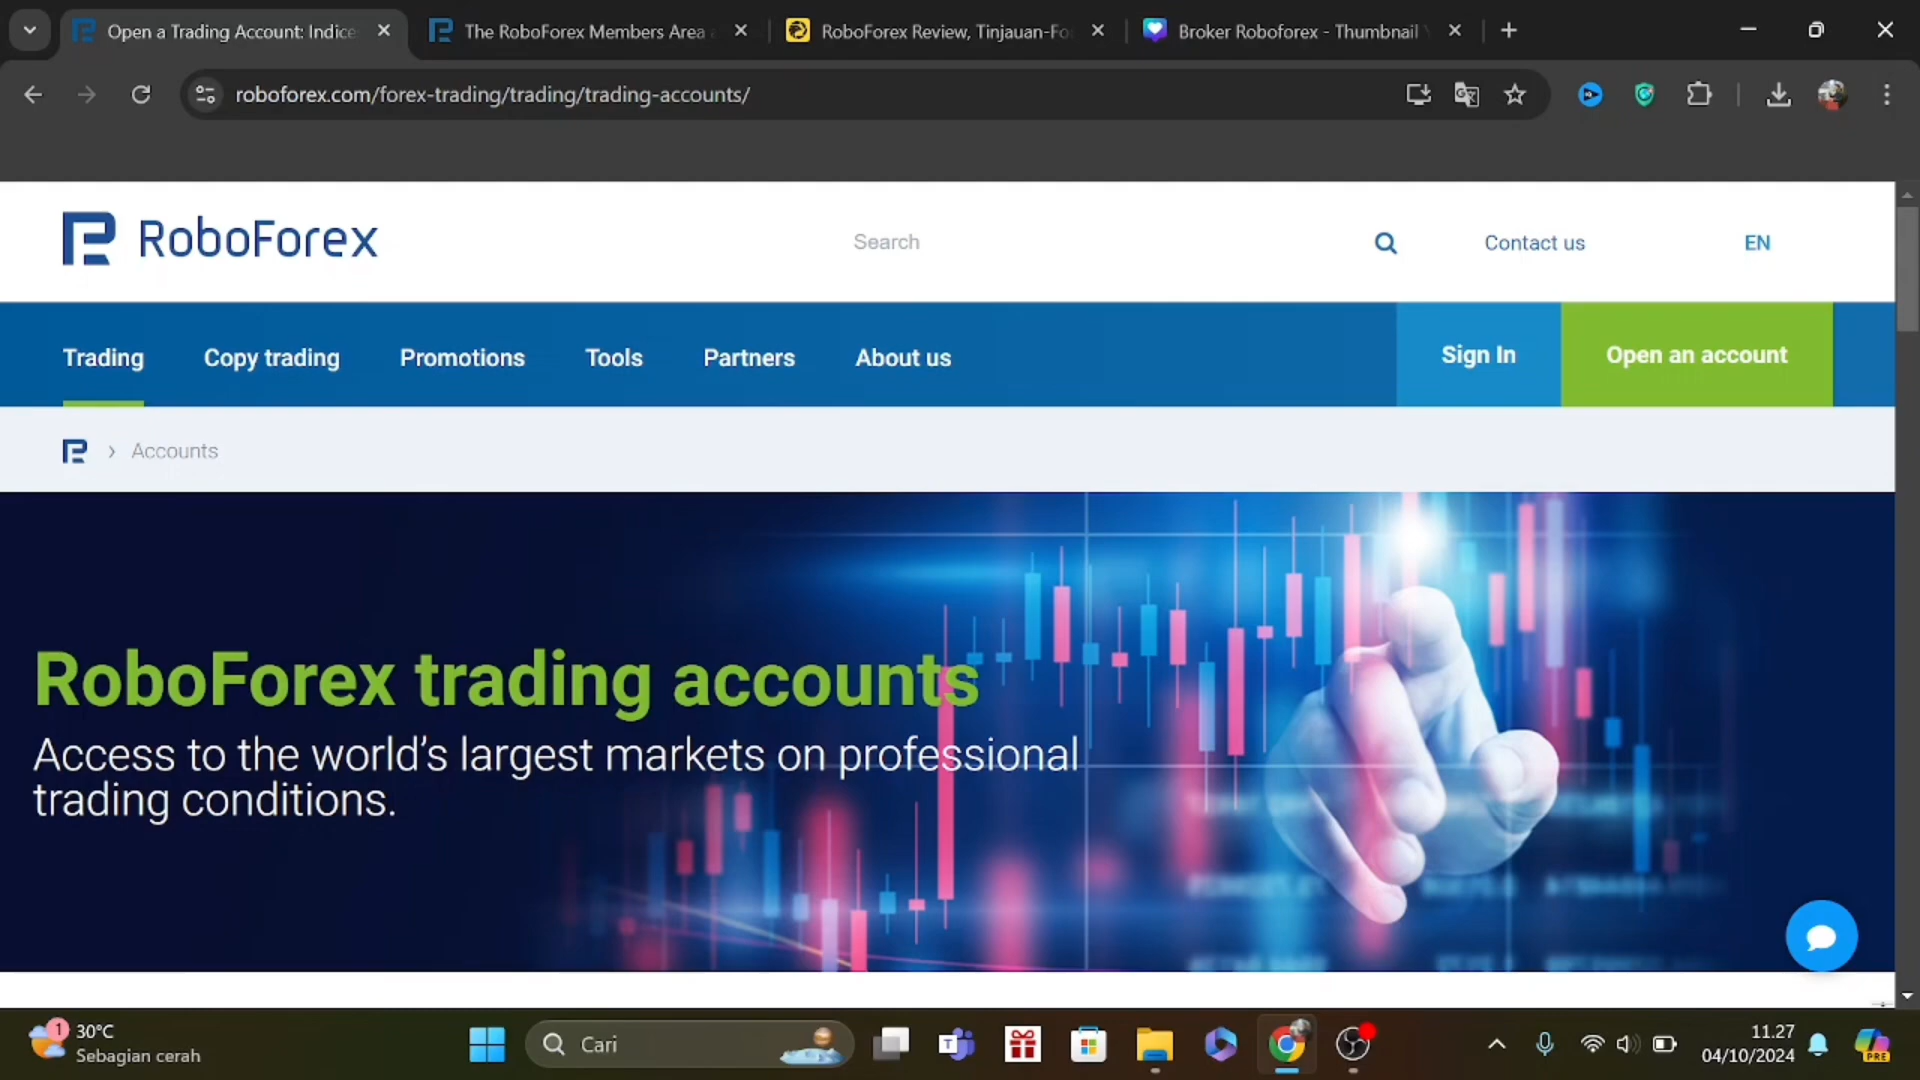 Open a Trading Account: Indice
The RoboForex Members Area
RoboForex Review, Tinjauan-Fo
Broker Roboforex - Thumbnail
roboforex.com/forex-trading/trading/trading-accounts/
RoboForex
Search
Contact us
EN
Trading
Copy trading
Promotions
Tools
Partners
About us
Sign In
Open an account
Accounts
RoboForex trading accounts
Access to the world's largest markets on professional
trading conditions.
1
30°C
Sebagian cerah
Cari
11.27
04/10/2024
PRE